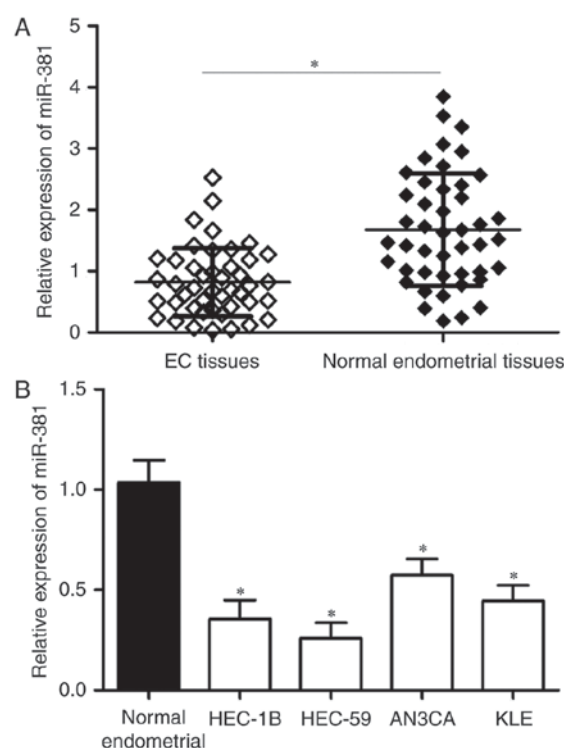 A
Relative expression of miR-381
5
4
3
2
1
0
*
EC tissues
Normal endometrial tissues
B
Relative expression of miR-381
1.5
1.0
0.5
0.0
*
*
*
*
Normal
endometrial
HEC-1B
HEC-59
AN3CA
KLE